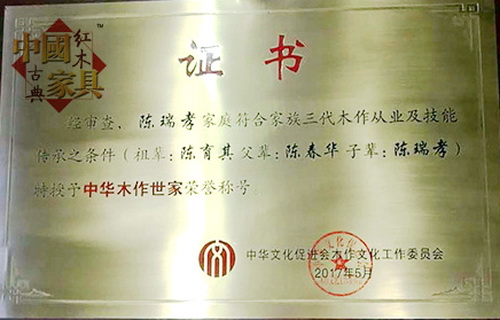 中國
红木
古典
家具
TM
证书
经审查，陈瑞孝家庭符合家族三代木作从业及技能
传承之条件（祖辈：陈育其父辈：陈春华子辈：陈瑞孝）
特授予中华木作世家荣誉称号。
中华文化促进会木作文化工作委员会
2017年5月